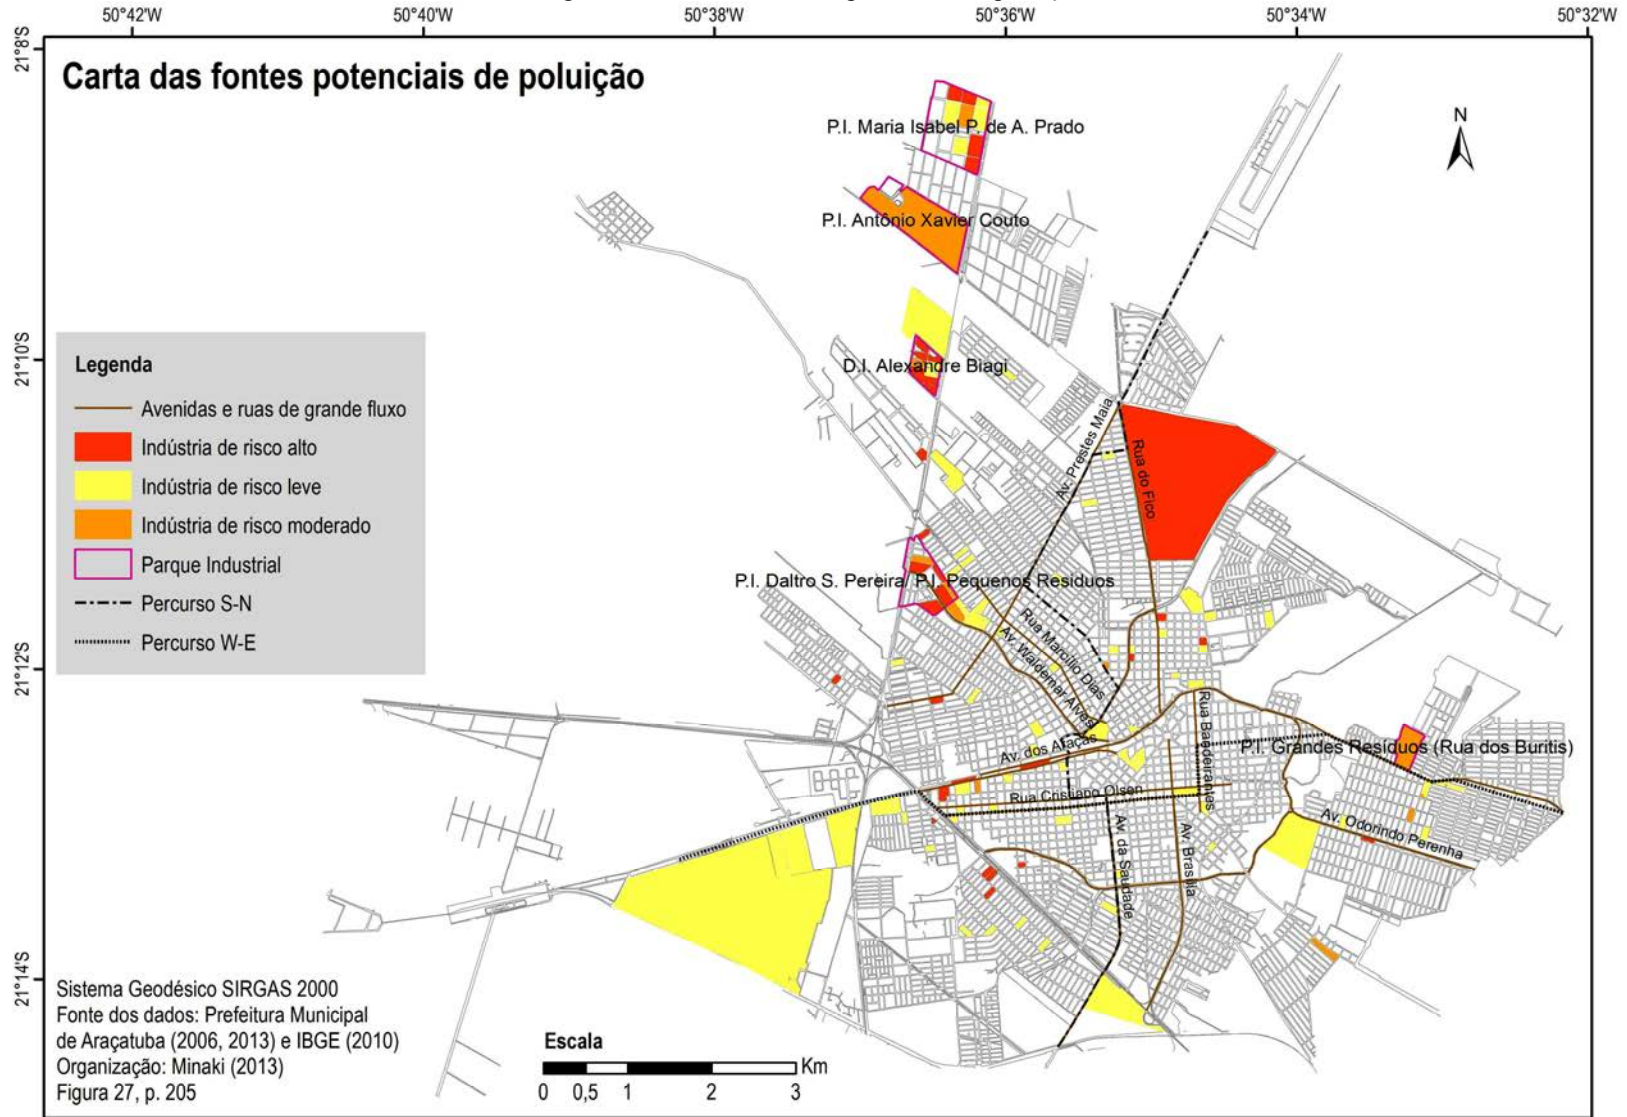 50°42'W
50°40'W
50°38'W
50°36'W
50°34'W
50°32'W
21°8'S
21°10'S
21°12'S
21°14'S
Carta das fontes potenciais de poluição
N
P.I. Maria Isabel P. de A. Prado
P.I. Antônio Xavier Couto
D.I. Alexandre Biagi
Av. Prestes Maia
Rua do Fico
P.I. Daltro S. Pereira/ P.I. Pequenos Resíduos
Rua Marcílio Dias
Av. Waldemar Alves
Rua Bandeirantes
Av. dos Araçás
P.I. Grandes Resíduos (Rua dos Buritis)
Rua Cristiano Olsen
Av. da Saudade
Av. Brasília
Av. Odorindo Perenha
Legenda
Avenidas e ruas de grande fluxo
Indústria de risco alto
Indústria de risco leve
Indústria de risco moderado
Parque Industrial
Percurso S-N
Percurso W-E
Sistema Geodésico SIRGAS 2000
Fonte dos dados: Prefeitura Municipal
de Araçatuba (2006, 2013) e IBGE (2010)
Organização: Minaki (2013)
Figura 27, p. 205
Escala
Km
0 0,5 1 2 3